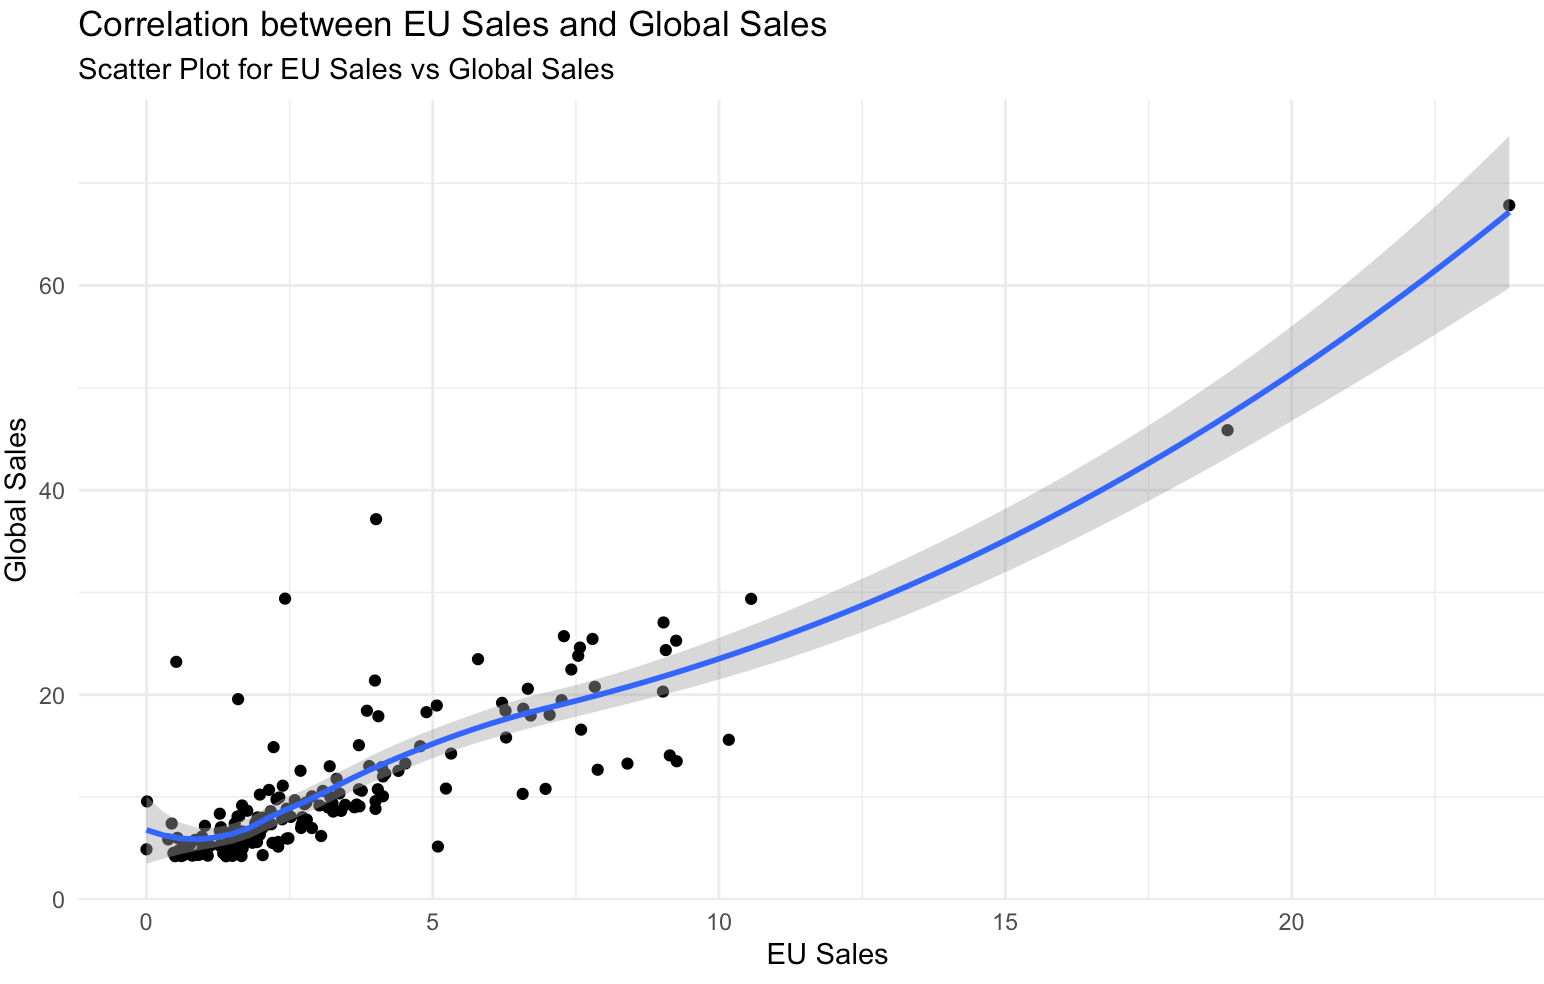 Correlation between EU Sales and Global Sales
Scatter Plot for EU Sales vs Global Sales
Global Sales
60
40
20
0
0 5 10 15 20
EU Sales